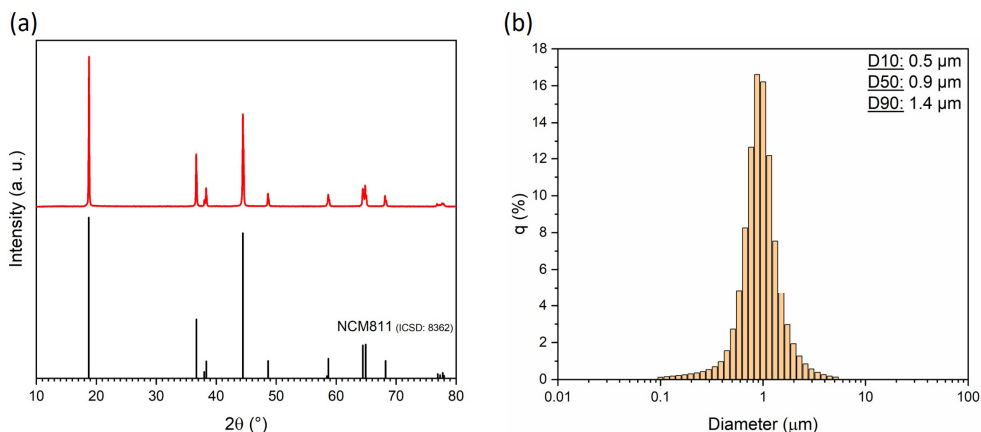 (a)
Intensity (a. u.)
NCM811 (ICSD: 8362)
10 20 30 40 50 60 70 80
2θ (°)
(b)
D10: 0.5 µm
D50: 0.9 µm
D90: 1.4 µm
18
16
14
12
10
8
6
4
2
0
q (%)
0.01 0.1 1 10 100
Diameter (µm)